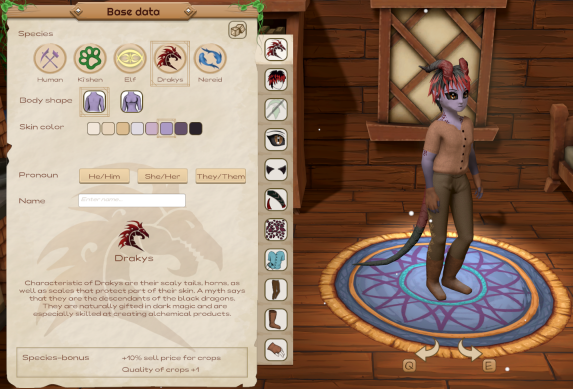 Base data
Species
Human
Kishen
Elf
Drakys
Nereid
Body shape
Skin color
Pronoun
He/Him
She/Her
They/Them
Name
Enter name...
Drakys
Characteristic of Drakys are their scaly tails, horns, as
well as scales that protect part of their skin. A myth says
that they are the descendants of the black dragons.
They are naturally gifted in dark magic and are
especially skilled at creating alchemical products.
Species-bonus
+10% sell price for crops
Quality of crops +1
Q
E